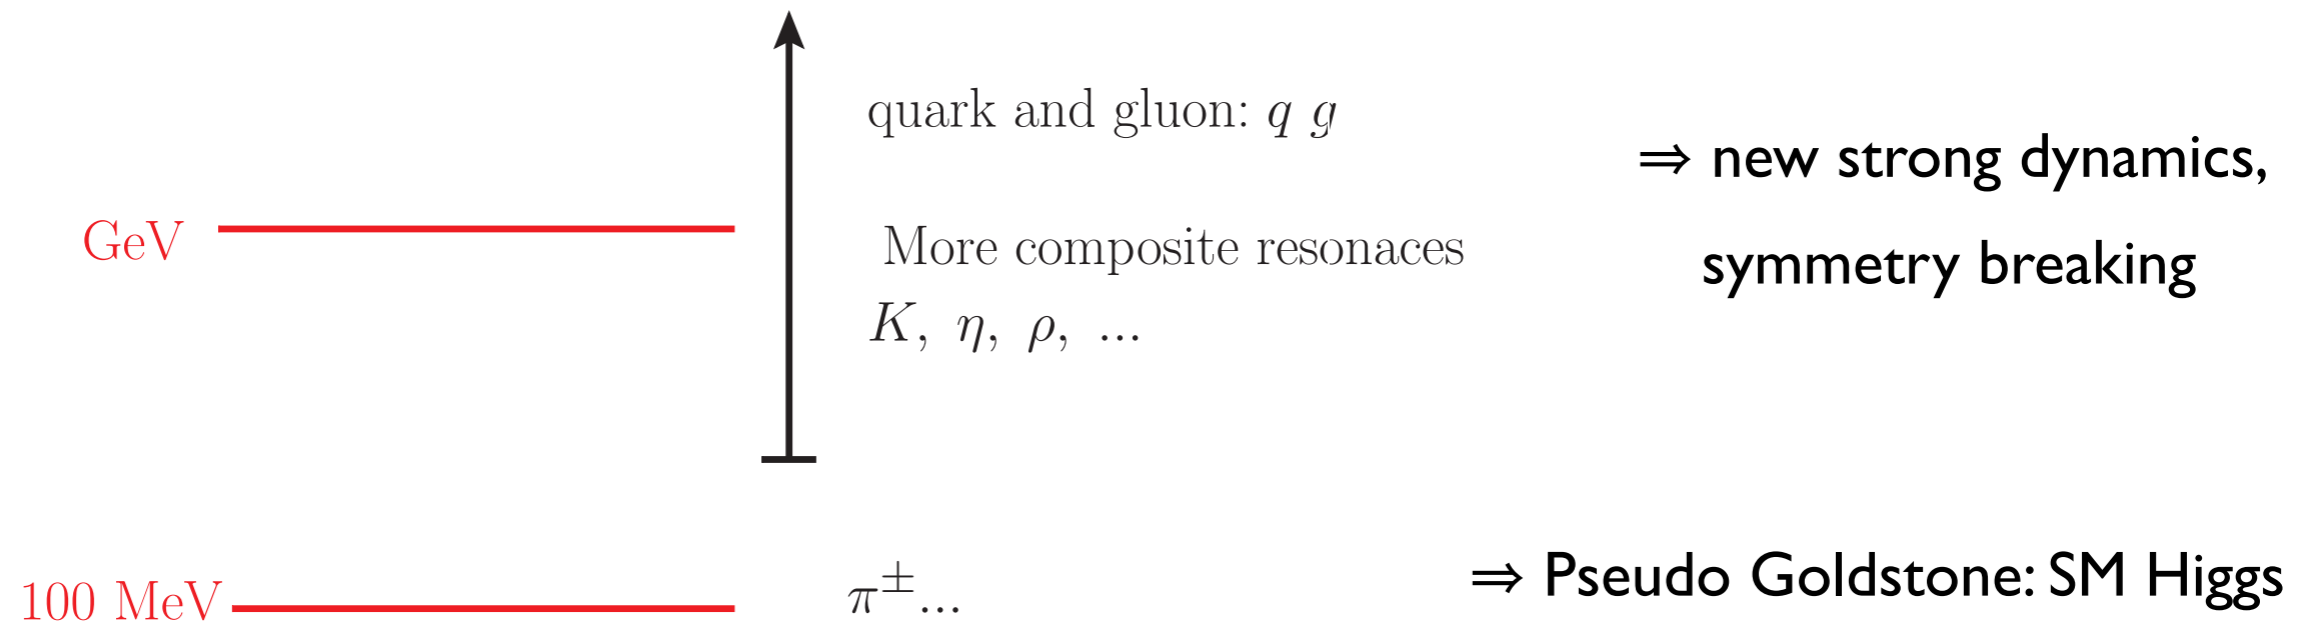 quark and gluon: q g
⇒ new strong dynamics,
GeV
More composite resonaces
symmetry breaking
K, η, ρ, ...
100 MeV
π±...
⇒ Pseudo Goldstone: SM Higgs